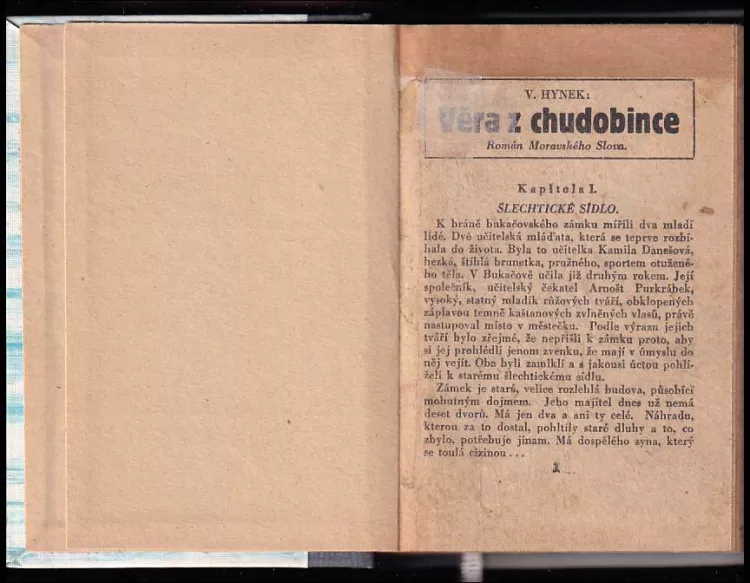 V. HYNEK:
Věra z chudobince
Román Moravského Slova.
Kapitola I.
ŠLECHTICKÉ SÍDLO.
K bráně bukačovského zámku mířili dva mladí
lidé. Dvě učitelská mláďata, která se teprve rozbí-
hala do života. Byla to učitelka Kamila Danešová,
hezká, štíhlá brunetka, pružného, sportem otužené-
ho těla. V Bukačově učila již druhým rokem. Její
společník, učitelský čekatel Arnošt Purkrábek,
vysoký, statný mladík růžových tváří, obklopených
záplavou temně kaštanových zvlněných vlasů, právě
nastupoval místo v městečku. Podle výrazu jejich
tváří bylo zřejmé, že nepřišli k zámku proto, aby
si jej prohlédli jenom zvenku, že mají v úmyslu do
něj vejít. Oba byli zamlklí a s jakousi úctou pohlí-
želi k starému šlechtickému sídlu.
Zámek je stará, velice rozlehlá budova, působící
mohutným dojmem. Jeho majitel dnes už nemá
deset dvorů. Má jen dva a ani ty celé. Náhradu,
kterou za to dostal, pohltily staré dluhy a to, co
zbylo, potřebuje jinam. Má dospělého syna, který
se toulá cizinou ...
1